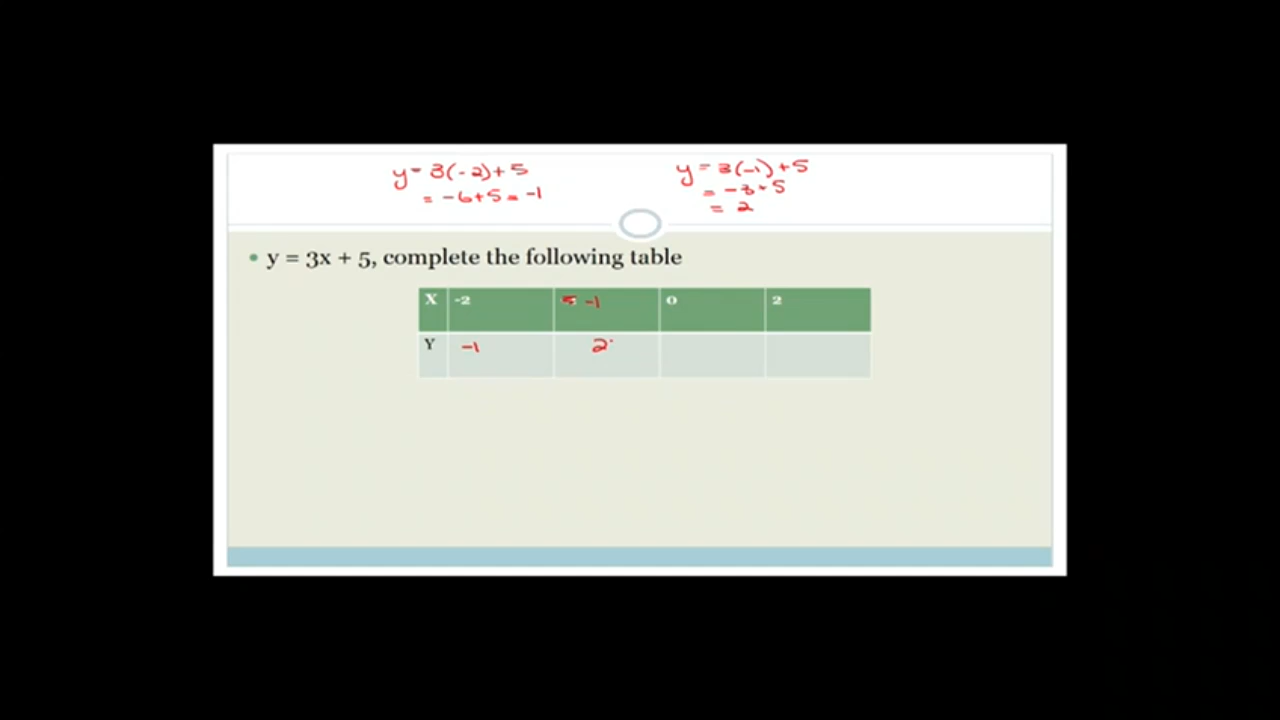 y = 3(-2) + 5
= -6 + 5 = -1
y = 3(-1) + 5
= -3 + 5
= 2
• y = 3x + 5, complete the following table
X -2 -1 0 2
Y -1 2